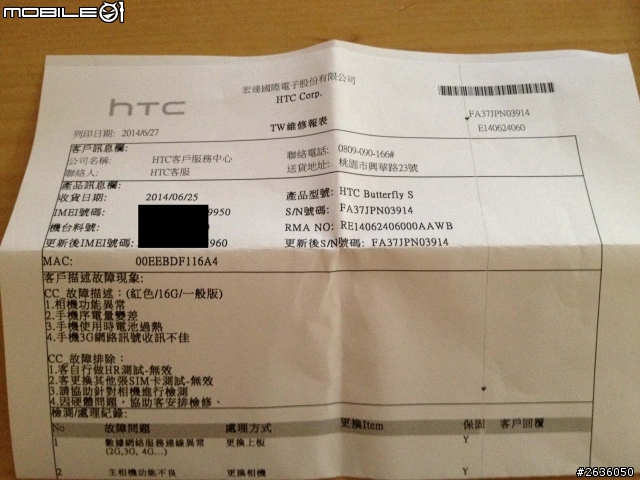 MOBILE01
hTC
宏達國際電子股份有限公司
HTC Corp.
FA37JPN03914
E140624060
列印日期: 2014/6/27
TW維修報表
客戶訊息欄:
公司名稱: HTC客戶服務中心 聯絡電話: 0809-090-166#
聯絡人: HTC客服 送貨地址: 桃園市興華路23號
產品訊息欄:
收貨日期: 2014/06/25 產品型號: HTC Butterfly S
IMEI號碼: 9950 S/N號碼: FA37JPN03914
機台料號: RMA NO: RE14062406000AAWB
更新後IMEI號碼: 960 更新後S/N號碼: FA37JPN03914
MAC: 00EEBDF116A4
客戶描述故障現象:
CC_故障描述：(紅色/16G/一般版)
1.相機功能異常
2.手機序電量變差
3.手機使用時電池過熱
4.手機3G網路訊號收訊不佳
CC_故障排除：
1.客自行做HR測試-無效
2.客更換其他張SIM卡測試-無效
3.請協助針對相機進行檢測
4.因硬體問題，協助客安排檢修、
檢測/處理紀錄:
No 故障問題 處理方式 更換Item 保固 客戶回覆
1 數據網絡服務連線異常(2G,3G, 4G...) 更換上板 Y
2 主相機功能不良 更換相機 Y
#2636050